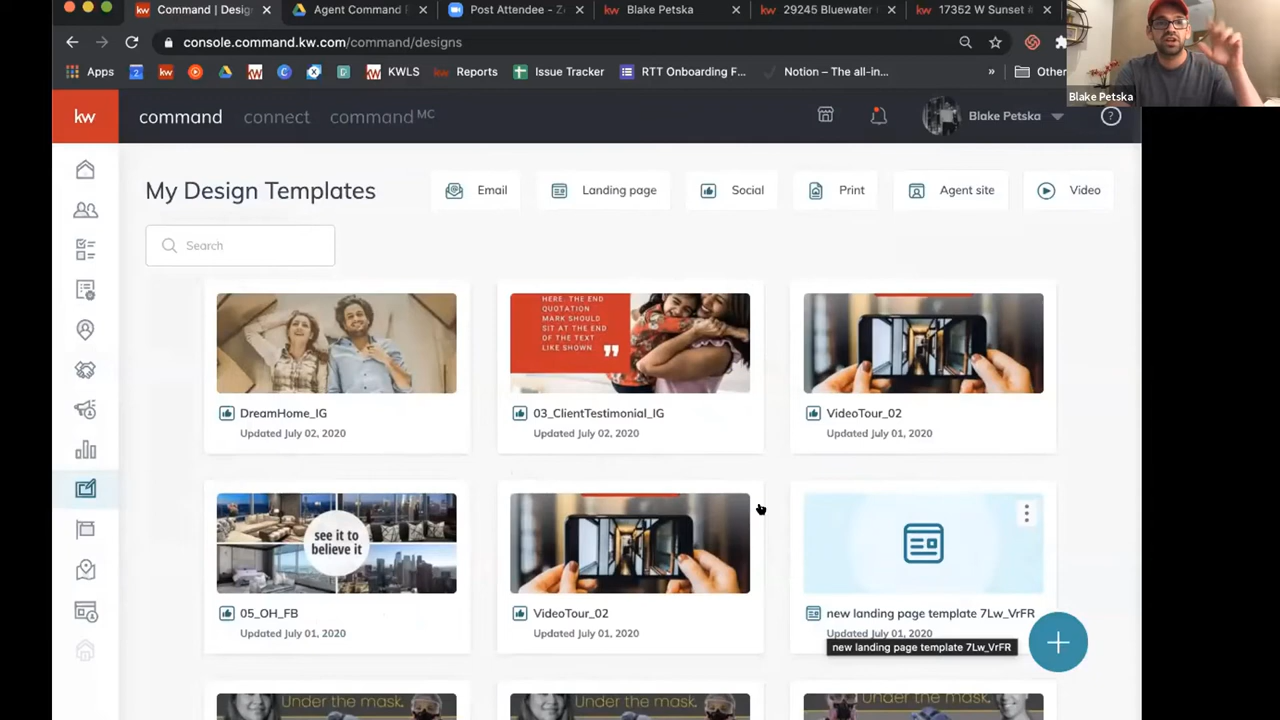 Command | Desig
Agent Command
Post Attendee - Z
Blake Petska
29245 Bluewater
17352 W Sunset
console.command.kw.com/command/designs
Apps
KWLS
Reports
Issue Tracker
RTT Onboarding F...
Notion – The all-in...
»
Other
Blake Petska
kw
command
connect
command MC
Blake Petska
My Design Templates
Email
Landing page
Social
Print
Agent site
Video
Search
HERE. THE END
QUOTATION
MARK SHOULD
SIT AT THE END
OF THE TEXT
LIKE SHOWN
DreamHome_IG
Updated July 02, 2020
03_ClientTestimonial_IG
Updated July 02, 2020
VideoTour_02
Updated July 01, 2020
see it to
believe it
05_OH_FB
Updated July 01, 2020
VideoTour_02
Updated July 01, 2020
new landing page template 7Lw_VrFR
Updated July 01, 2020
new landing page template 7Lw_VrFR
Under the mask.
Under the mask.
Under the mask.